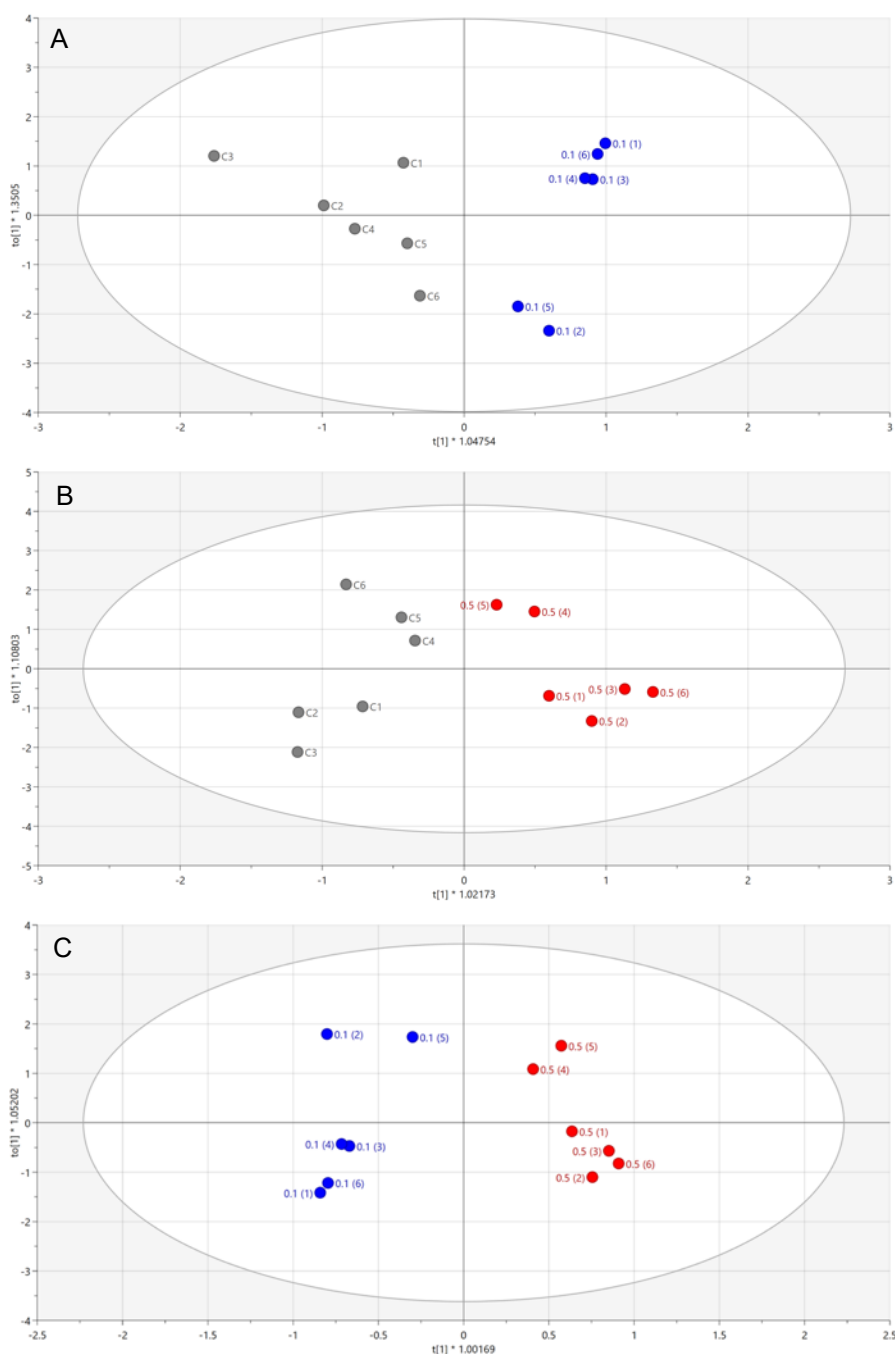 A
4
3
2
1
0
-1
-2
-3
-4
to[1] * 1.3505
C3
C1
C2
C4
C5
C6
0.1 (1)
0.1 (6)
0.1 (4)
0.1 (3)
0.1 (5)
0.1 (2)
-3 -2 -1 0 1 2 3
t[1] * 1.04754
B
5
4
3
2
1
0
-1
-2
-3
-4
-5
to[1] * 1.10803
C6
C5
C4
C2
C1
C3
0.5 (5)
0.5 (4)
0.5 (1)
0.5 (3)
0.5 (6)
0.5 (2)
-3 -2 -1 0 1 2 3
t[1] * 1.02173
C
4
3
2
1
0
-1
-2
-3
-4
to[1] * 1.05202
0.1 (2)
0.1 (5)
0.1 (4)
0.1 (3)
0.1 (6)
0.1 (1)
0.5 (5)
0.5 (4)
0.5 (1)
0.5 (3)
0.5 (6)
0.5 (2)
-2.5 -2 -1.5 -1 -0.5 0 0.5 1 1.5 2 2.5
t[1] * 1.00169